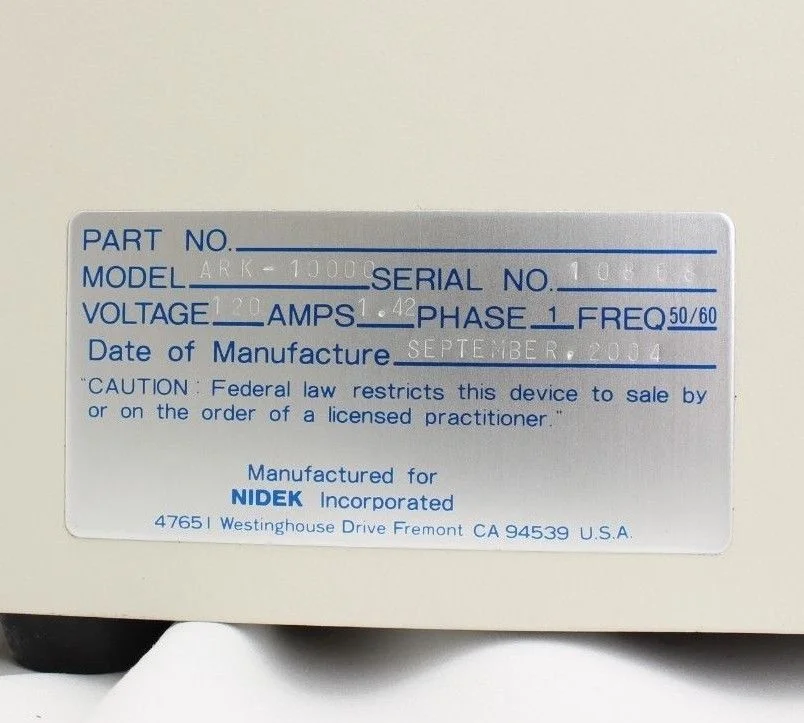 PART NO.
MODEL ARK-10000 SERIAL NO.
VOLTAGE 120 AMPS 1.42 PHASE 1 FREQ 50/60
Date of Manufacture SEPTEMBER, 2004
"CAUTION : Federal law restricts this device to sale by
or on the order of a licensed practitioner."
Manufactured for
NIDEK Incorporated
47651 Westinghouse Drive Fremont CA 94539 U.S.A.